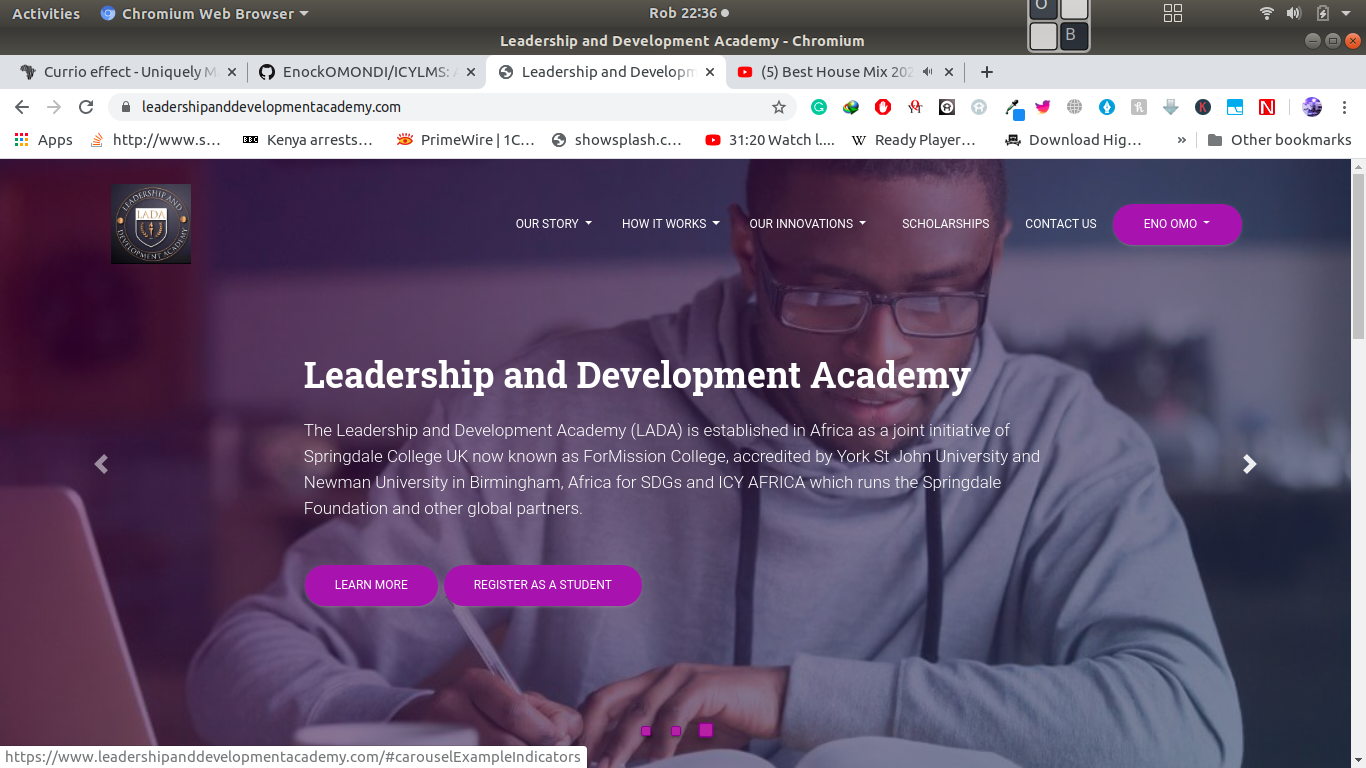 Activities
Chromium Web Browser
Rob 22:36
O
B
Leadership and Development Academy - Chromium
Currio effect - Uniquely M
EnockOMONDI/ICYLMS:
Leadership and Developm
(5) Best House Mix 202
leadershipanddevelopmentacademy.com
Apps
http://www.s...
Kenya arrests...
PrimeWire | 1C...
showsplash.c...
31:20 Watch l....
Ready Player...
Download Hig...
»
Other bookmarks
LEADERSHIP AND
LADA
DEVELOPMENT ACADEMY
OUR STORY
HOW IT WORKS
OUR INNOVATIONS
SCHOLARSHIPS
CONTACT US
ENO OMO
Leadership and Development Academy
The Leadership and Development Academy (LADA) is established in Africa as a joint initiative of
Springdale College UK now known as ForMission College, accredited by York St John University and
Newman University in Birmingham, Africa for SDGs and ICY AFRICA which runs the Springdale
Foundation and other global partners.
LEARN MORE
REGISTER AS A STUDENT
https://www.leadershipanddevelopmentacademy.com/#carouselExampleIndicators